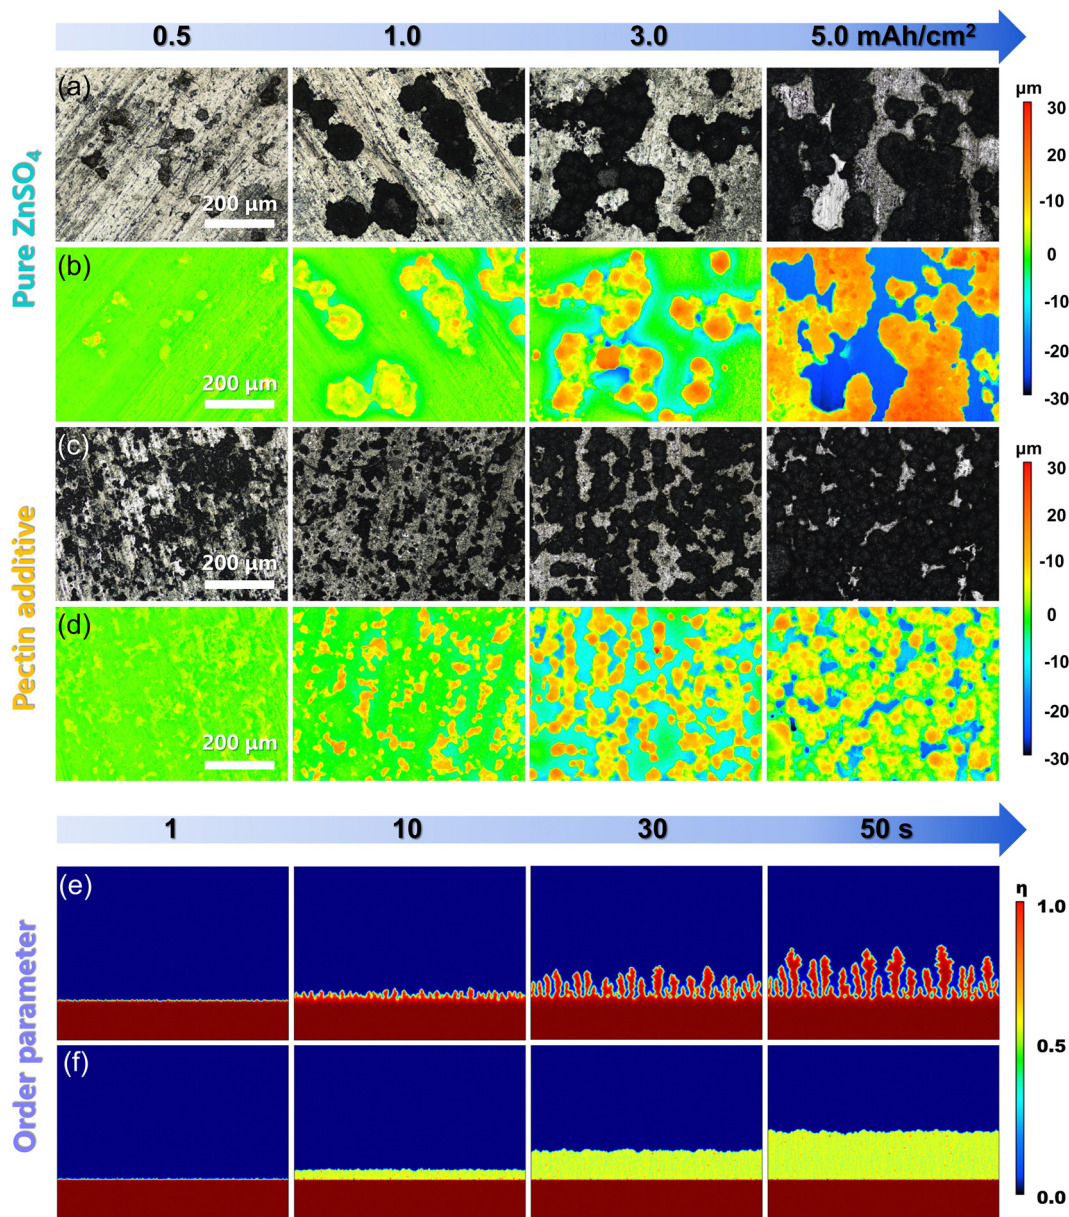 0.5 1.0 3.0 5.0 mAh/cm²
Pure ZnSO₄
(a)
200 μm
(b)
200 μm
μm
30
20
-10
0
-10
-20
-30
Pectin additive
(c)
200 μm
(d)
200 μm
μm
30
20
-10
0
-10
-20
-30
1 10 30 50 s
Order parameter
(e)
(f)
η
1.0
0.5
0.0